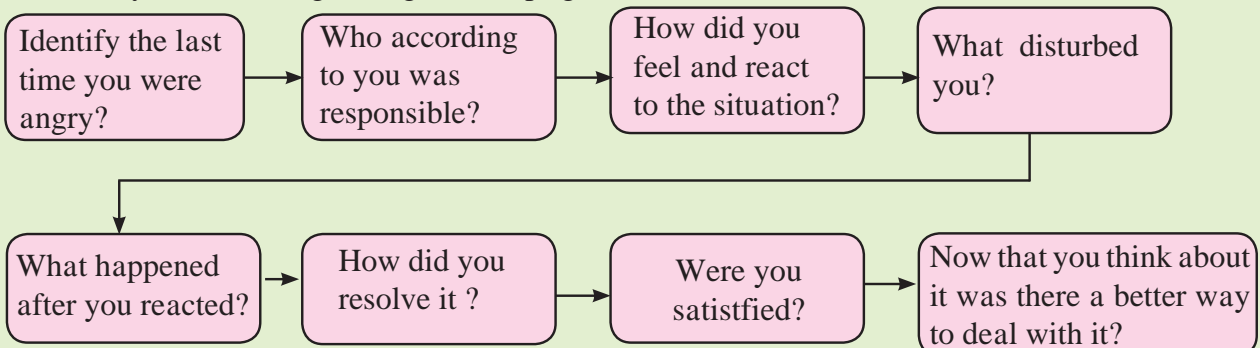 Identify the last
time you were
angry?
Who according
to you was
responsible?
How did you
feel and react
to the situation?
What disturbed
you?
What happened
after you reacted?
How did you
resolve it ?
Were you
satistfied?
Now that you think about
it was there a better way
to deal with it?